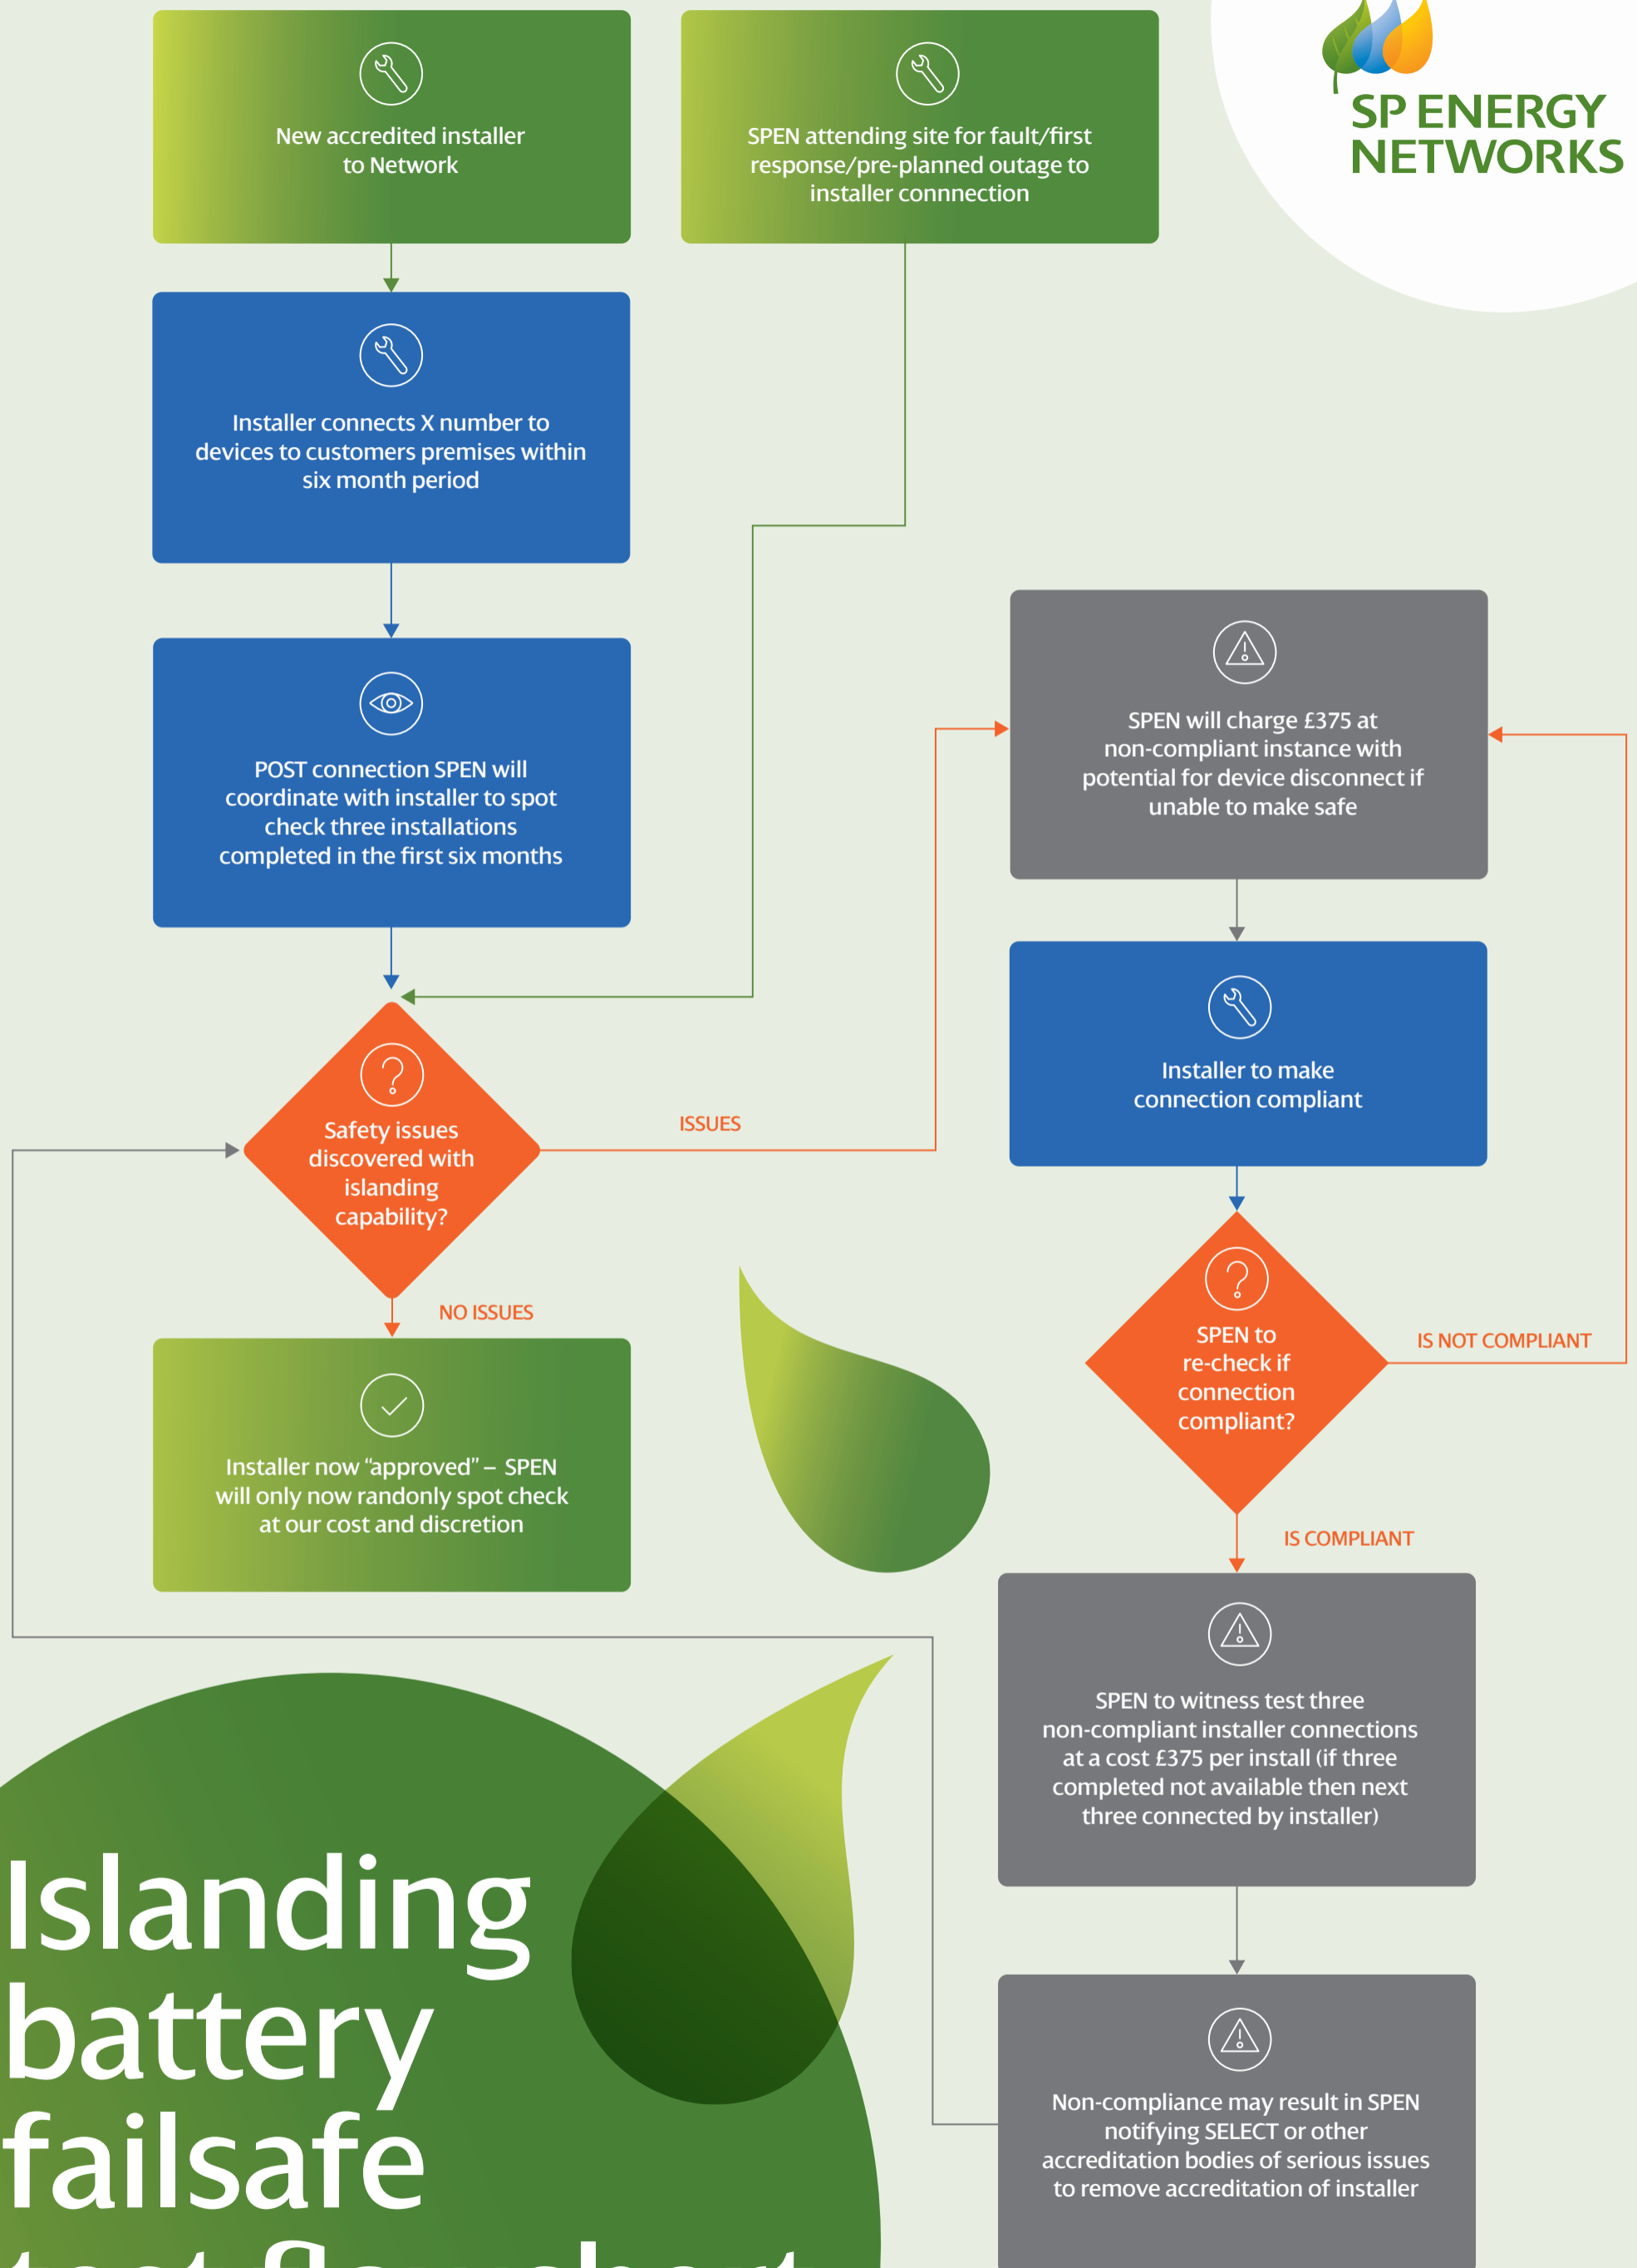 New accredited installer
to Network
SPEN attending site for fault/first
response/pre-planned outage to
installer connnection
SP ENERGY
NETWORKS
Installer connects X number to
devices to customers premises within
six month period
POST connection SPEN will
coordinate with installer to spot
check three installations
completed in the first six months
SPEN will charge £375 at
non-compliant instance with
potential for device disconnect if
unable to make safe
Installer to make
connection compliant
Safety issues
discovered with
islanding
capability?
ISSUES
NO ISSUES
SPEN to
re-check if
connection
compliant?
IS NOT COMPLIANT
IS COMPLIANT
Installer now “approved” – SPEN
will only now randonly spot check
at our cost and discretion
SPEN to witness test three
non-compliant installer connections
at a cost £375 per install (if three
completed not available then next
three connected by installer)
Non-compliance may result in SPEN
notifying SELECT or other
accreditation bodies of serious issues
to remove accreditation of installer
Islanding
battery
failsafe
test flowchart